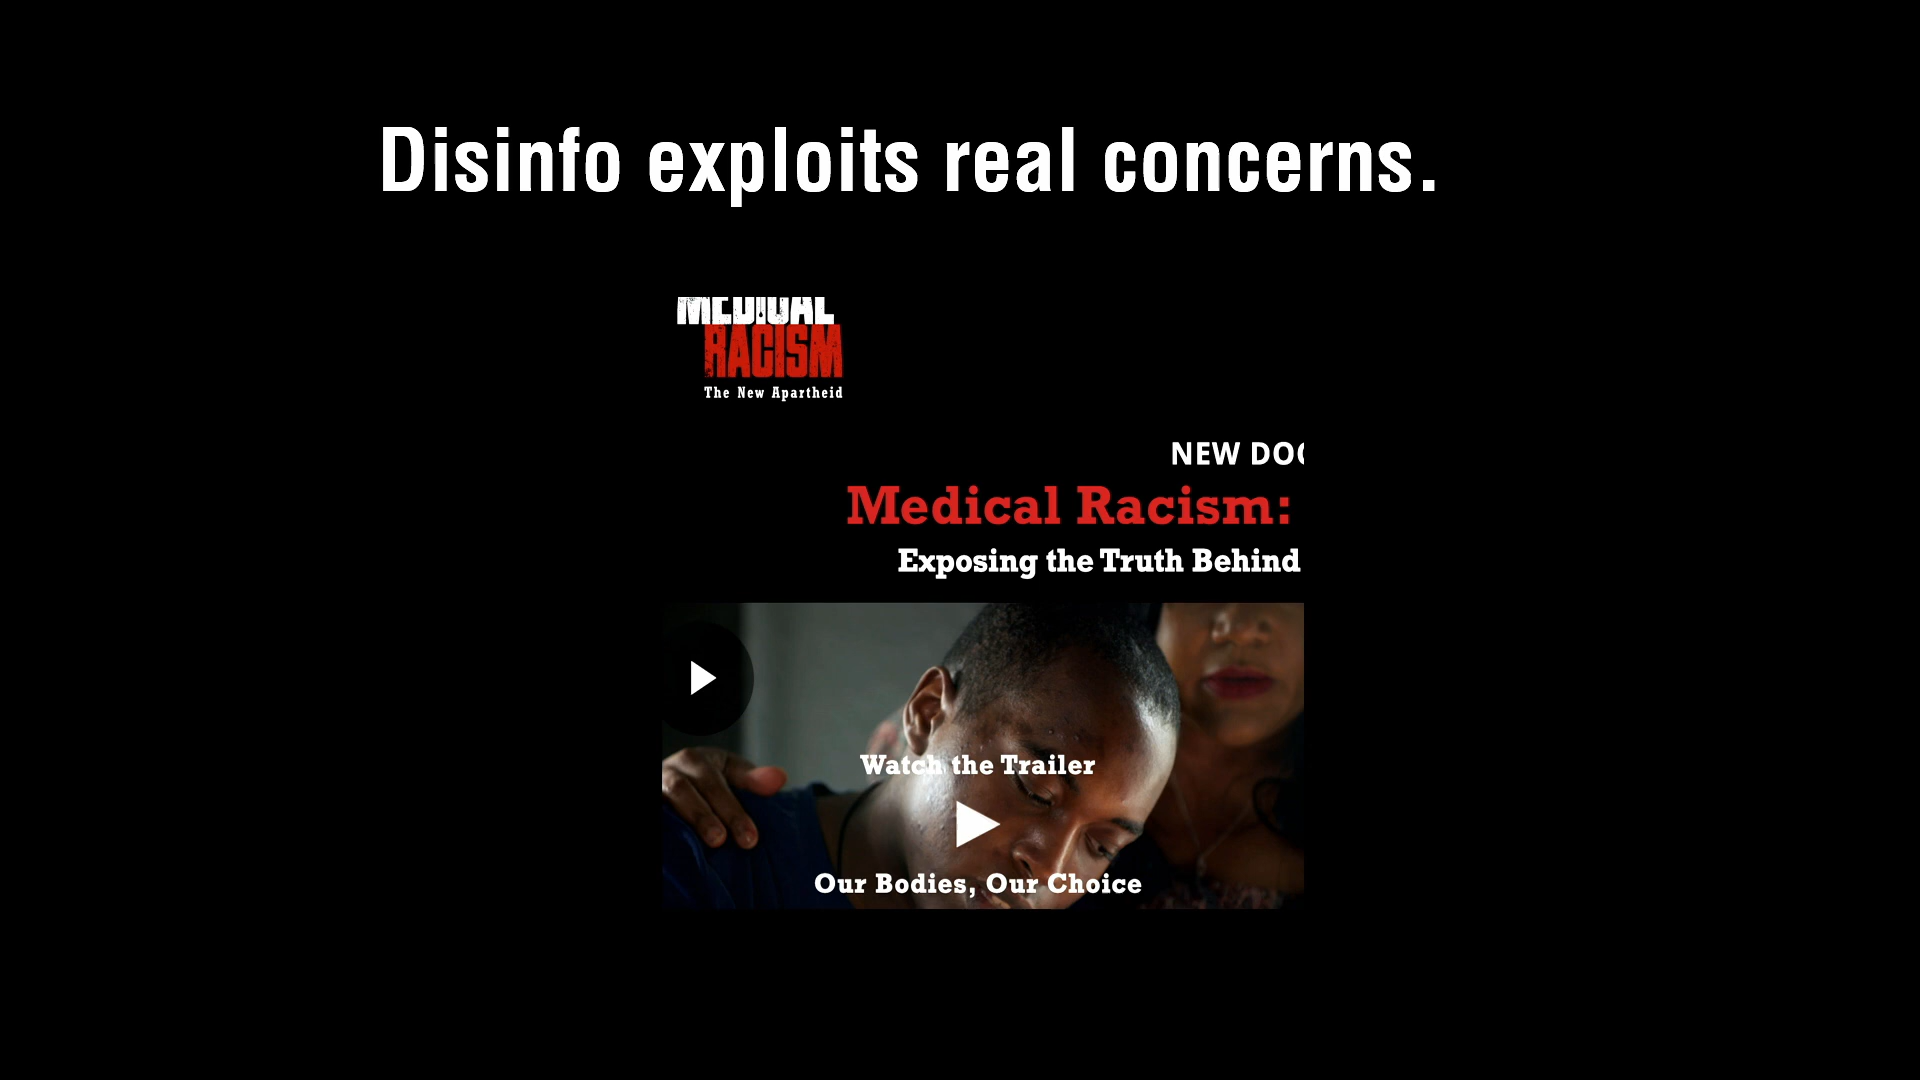 Disinfo exploits real concerns.
MEDICAL
RACISM
The New Apartheid
NEW
Medical Racism:
Exposing the Truth Behind
Watch the Trailer
Our Bodies, Our Choice